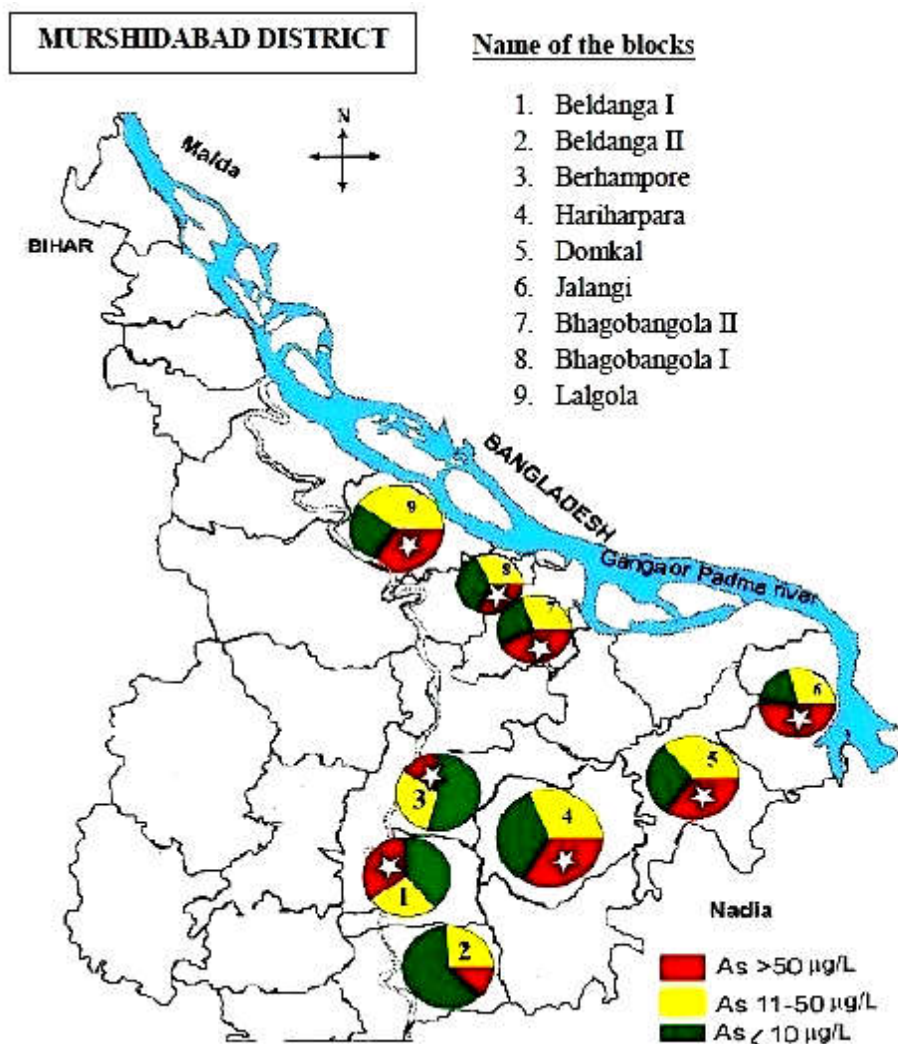 MURSHIDABAD DISTRICT
Name of the blocks
1. Beldanga I
2. Beldanga II
3. Berhampore
4. Hariharpara
5. Domkal
6. Jalangi
7. Bhagobangola II
8. Bhagobangola I
9. Lalgola
N
Malda
BIHAR
BANGLADESH
Ganga or Padma river
9
8
7
6
5
4
3
1
2
Nadia
As >50 µg/L
As 11-50 µg/L
As < 10 µg/L